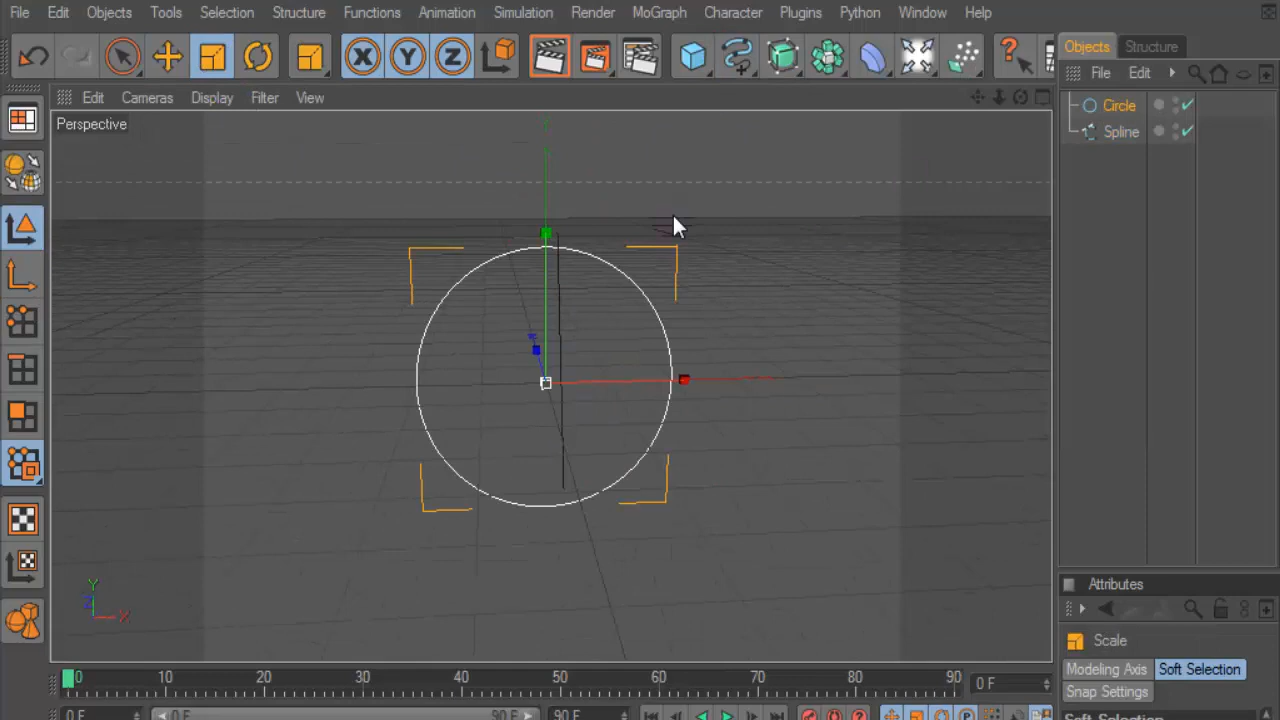 File Edit Objects Tools Selection Structure Functions Animation Simulation Render MoGraph Character Plugins Python Window Help
X Y Z
Objects Structure
File Edit
Edit Cameras Display Filter View
Circle
Spline
Perspective
Y
Y
Z
X
Attributes
Scale
Modeling Axis Soft Selection
Snap Settings
0 10 20 30 40 50 60 70 80 90 0 F
0 F 0 F 90 F 90 F
Soft Selection